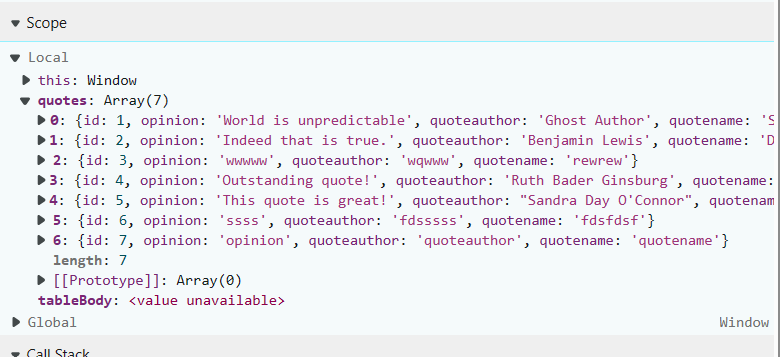 Scope
Local
this: Window
quotes: Array(7)
0: {id: 1, opinion: 'World is unpredictable', quoteauthor: 'Ghost Author', quotename: 'S
1: {id: 2, opinion: 'Indeed that is true.', quoteauthor: 'Benjamin Lewis', quotename: 'D
2: {id: 3, opinion: 'wwwww', quoteauthor: 'wqwww', quotename: 'rewrew'}
3: {id: 4, opinion: 'Outstanding quote!', quoteauthor: 'Ruth Bader Ginsburg', quotename:
4: {id: 5, opinion: 'This quote is great!', quoteauthor: "Sandra Day O'Connor", quotenam
5: {id: 6, opinion: 'ssss', quoteauthor: 'fdsssss', quotename: 'fdsfdsf'}
6: {id: 7, opinion: 'opinion', quoteauthor: 'quoteauthor', quotename: 'quotename'}
length: 7
[[Prototype]]: Array(0)
tableBody: <value unavailable>
Global Window
Call Stack